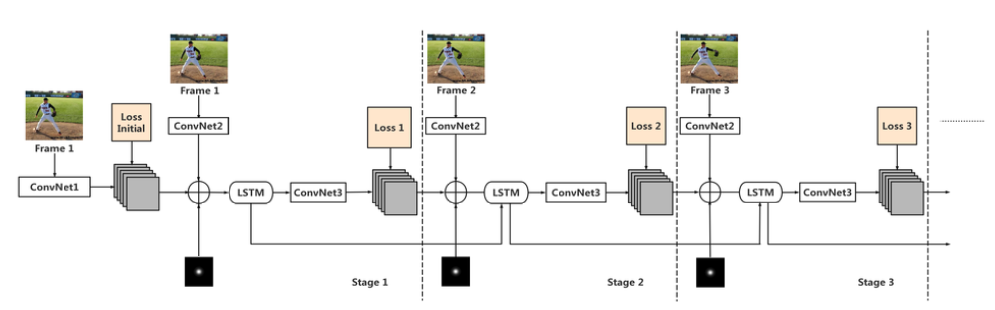 Frame 1
ConvNet1
Loss
Initial
Frame 1
ConvNet2
LSTM
ConvNet3
Loss 1
Stage 1
Frame 2
ConvNet2
LSTM
ConvNet3
Loss 2
Stage 2
Frame 3
ConvNet2
LSTM
ConvNet3
Loss 3
Stage 3